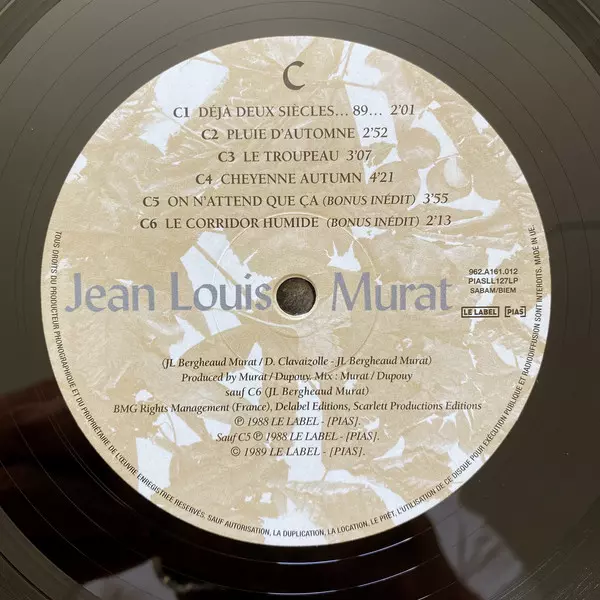 C
C1 DÉJÀ DEUX SIÈCLES... 89... 2'01
C2 PLUIE D'AUTOMNE 2'52
C3 LE TROUPEAU 3'07
C4 CHEYENNE AUTUMN 4'21
C5 ON N'ATTEND QUE ÇA (BONUS INÉDIT) 3'55
C6 LE CORRIDOR HUMIDE (BONUS INÉDIT) 2'13
Jean Louis Murat
962.A161.012
PIASLL127LP
SABAM/BIEM
LE LABEL [PIAS]
(JL Bergheaud Murat / D. Clavaizolle - JL Bergheaud Murat)
Produced by Murat / Dupouy. Mix : Murat / Dupouy
sauf C6 (JL Bergheaud Murat)
BMG Rights Management (France), Delabel Editions, Scarlett Productions Editions
℗ 1988 LE LABEL - [PIAS].
Sauf C5 ℗ 1988 LE LABEL - [PIAS].
© 1989 LE LABEL - [PIAS].
TOUS DROITS DU PRODUCTEUR PHONOGRAPHIQUE ET DU PROPRIÉTAIRE DE L'ŒUVRE ENREGISTRÉE RÉSERVÉS. SAUF AUTORISATION, LA DUPLICATION, LA LOCATION, LE PRÊT, L'UTILISATION DE CE DISQUE POUR EXÉCUTION PUBLIQUE ET RADIODIFFUSION SONT INTERDITS. MADE IN UE.